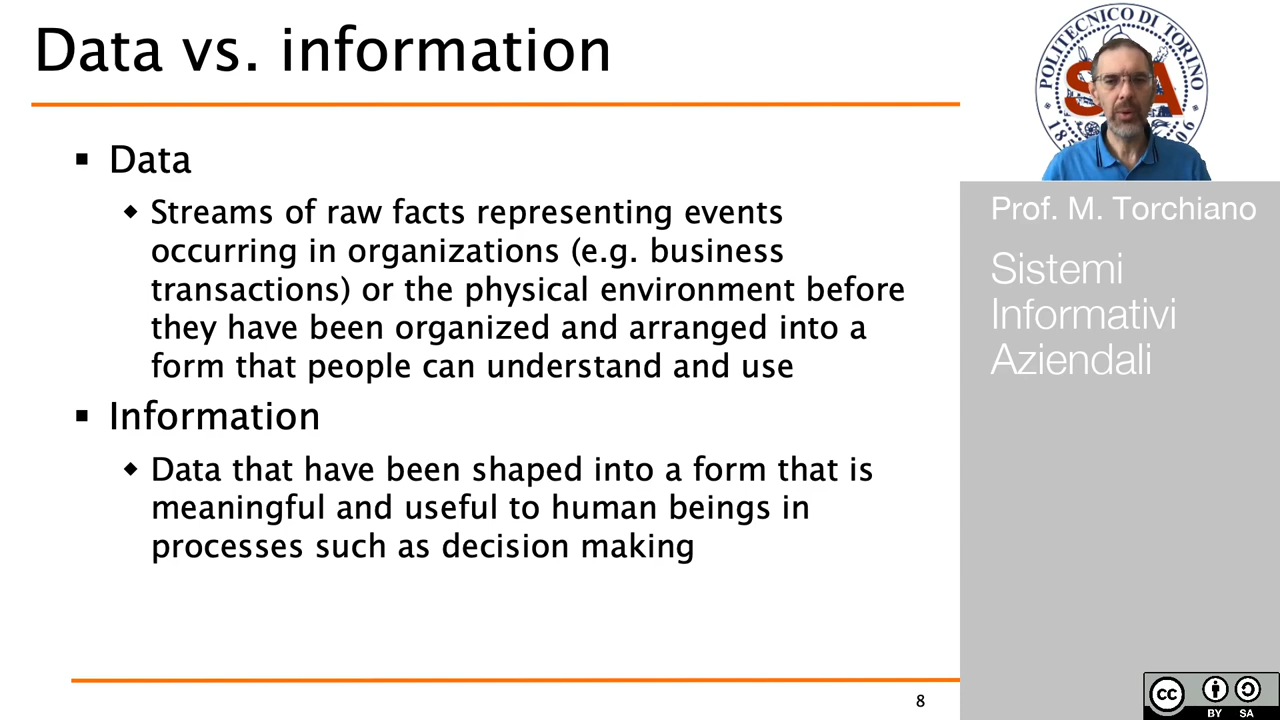 Data vs. information
▪ Data
◆ Streams of raw facts representing events
occurring in organizations (e.g. business
transactions) or the physical environment before
they have been organized and arranged into a
form that people can understand and use
▪ Information
◆ Data that have been shaped into a form that is
meaningful and useful to human beings in
processes such as decision making
8
POLITECNICO DI TORINO
Prof. M. Torchiano
Sistemi
Informativi
Aziendali
cc
BY SA